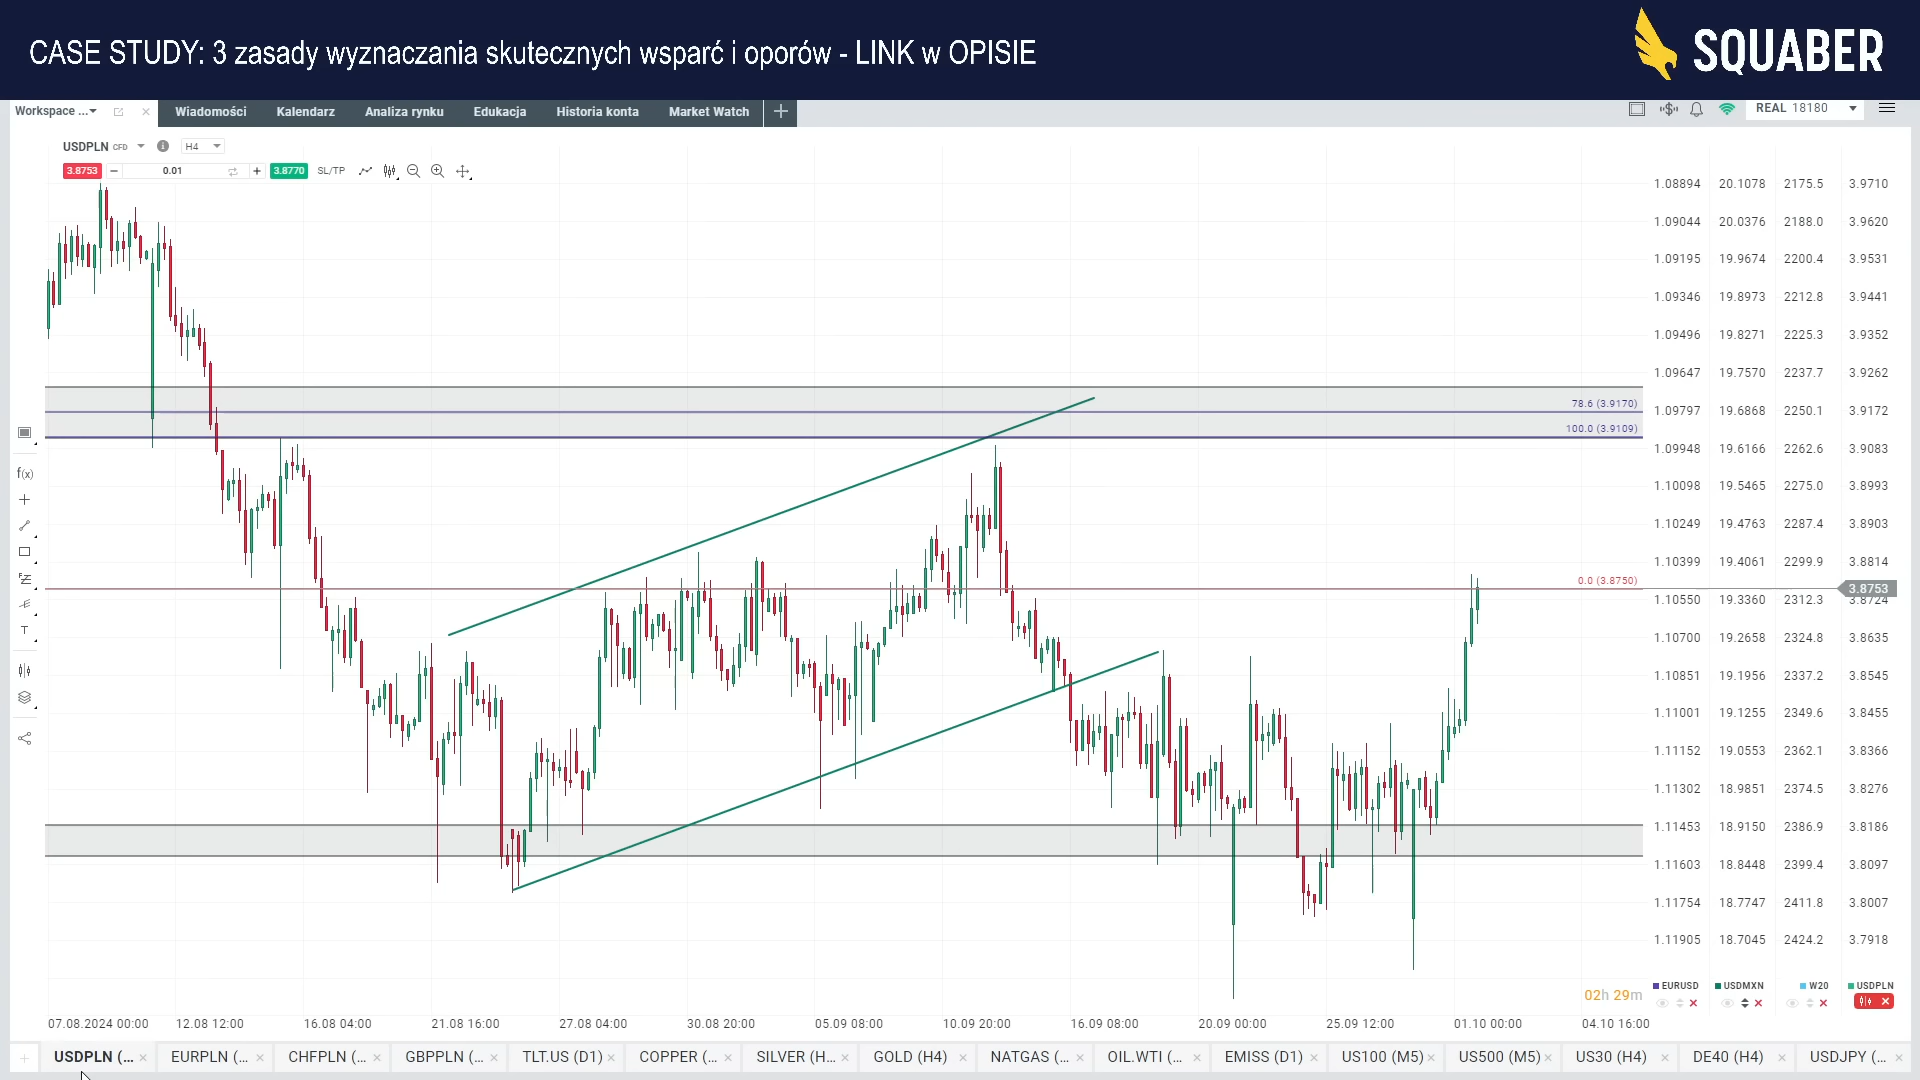 CASE STUDY: 3 zasady wyznaczania skutecznych wsparć i oporów - LINK w OPISIE
SQUABER
Workspace ...
Wiadomości
Kalendarz
Analiza rynku
Edukacja
Historia konta
Market Watch
REAL 18180
USDPLN CFD
H4
3.8753
0.01
3.8770
SL/TP
1.08894 20.1078 2175.5 3.9710
1.09044 20.0376 2188.0 3.9620
1.09195 19.9674 2200.4 3.9531
1.09346 19.8973 2212.8 3.9441
1.09496 19.8271 2225.3 3.9352
1.09647 19.7570 2237.7 3.9262
78.6 (3.9170)
1.09797 19.6868 2250.1 3.9172
100.0 (3.9109)
1.09948 19.6166 2262.6 3.9083
f(x)
1.10098 19.5465 2275.0 3.8993
1.10249 19.4763 2287.4 3.8903
1.10399 19.4061 2299.9 3.8814
0.0 (3.8750)
3.8753
1.10550 19.3360 2312.3 3.8724
T
1.10700 19.2658 2324.8 3.8635
1.10851 19.1956 2337.2 3.8545
1.11001 19.1255 2349.6 3.8455
1.11152 19.0553 2362.1 3.8366
1.11302 18.9851 2374.5 3.8276
1.11453 18.9150 2386.9 3.8186
1.11603 18.8448 2399.4 3.8097
1.11754 18.7747 2411.8 3.8007
1.11905 18.7045 2424.2 3.7918
EURUSD USDMXN W20 USDPLN
02h 29m
07.08.2024 00:00 12.08 12:00 16.08 04:00 21.08 16:00 27.08 04:00 30.08 20:00 05.09 08:00 10.09 20:00 16.09 08:00 20.09 00:00 25.09 12:00 01.10 00:00 04.10 16:00
USDPLN (... EURPLN (... CHFPLN (... GBPPLN (... TLT.US (D1) COPPER (... SILVER (H... GOLD (H4) NATGAS (... OIL.WTI (... EMISS (D1) US100 (M5) US500 (M5) US30 (H4) DE40 (H4) USDJPY (...